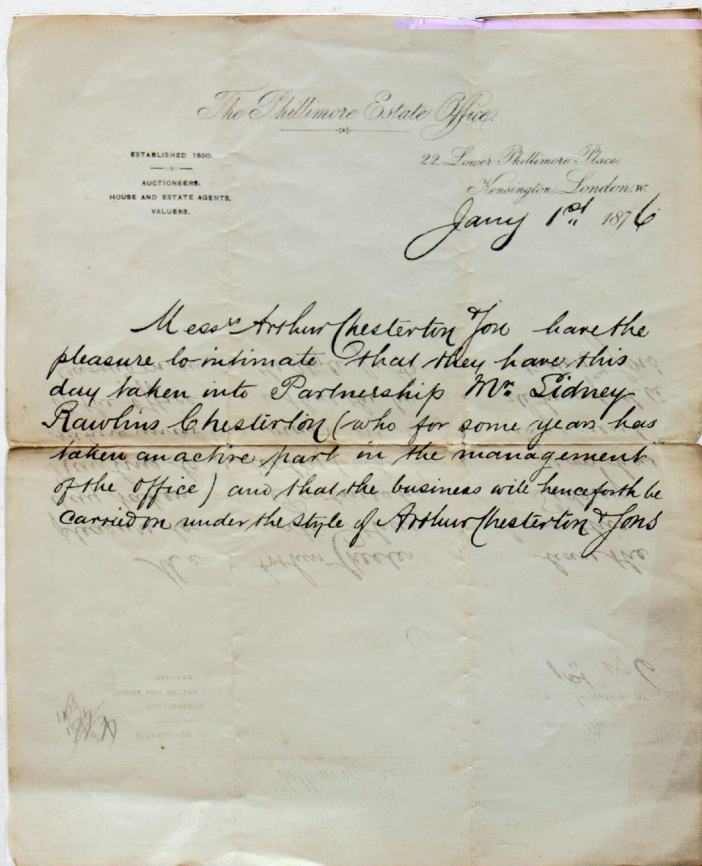 The Phillimore Estate Office.
ESTABLISHED 1830.
AUCTIONEERS.
HOUSE AND ESTATE AGENTS.
VALUERS.
22. Lower Phillimore Place,
Kensington, London, W.
Jany 1st 1876
Messrs Arthur Chesterton & Son have the
pleasure to intimate that they have this
day taken into Partnership Mr. Sidney
Rawlins Chesterton (who for some years has
taken an active part in the management
of the office) and that the business will henceforth be
carried on under the style of Arthur Chesterton & Sons